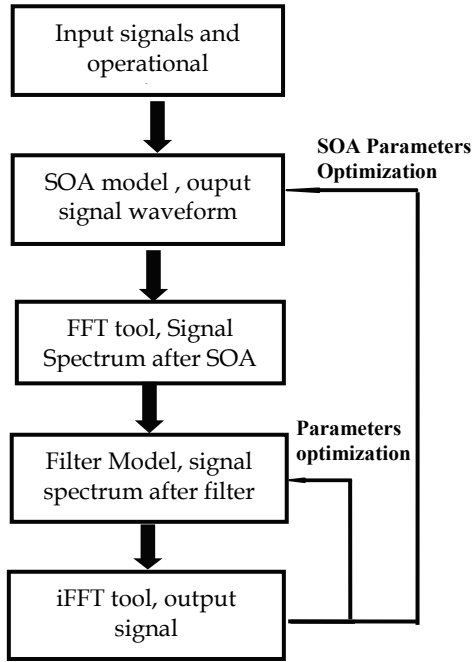 Input signals and
operational
SOA Parameters
Optimization
SOA model , ouput
signal waveform
FFT tool, Signal
Spectrum after SOA
Parameters
optimization
Filter Model, signal
spectrum after filter
iFFT tool, output
signal